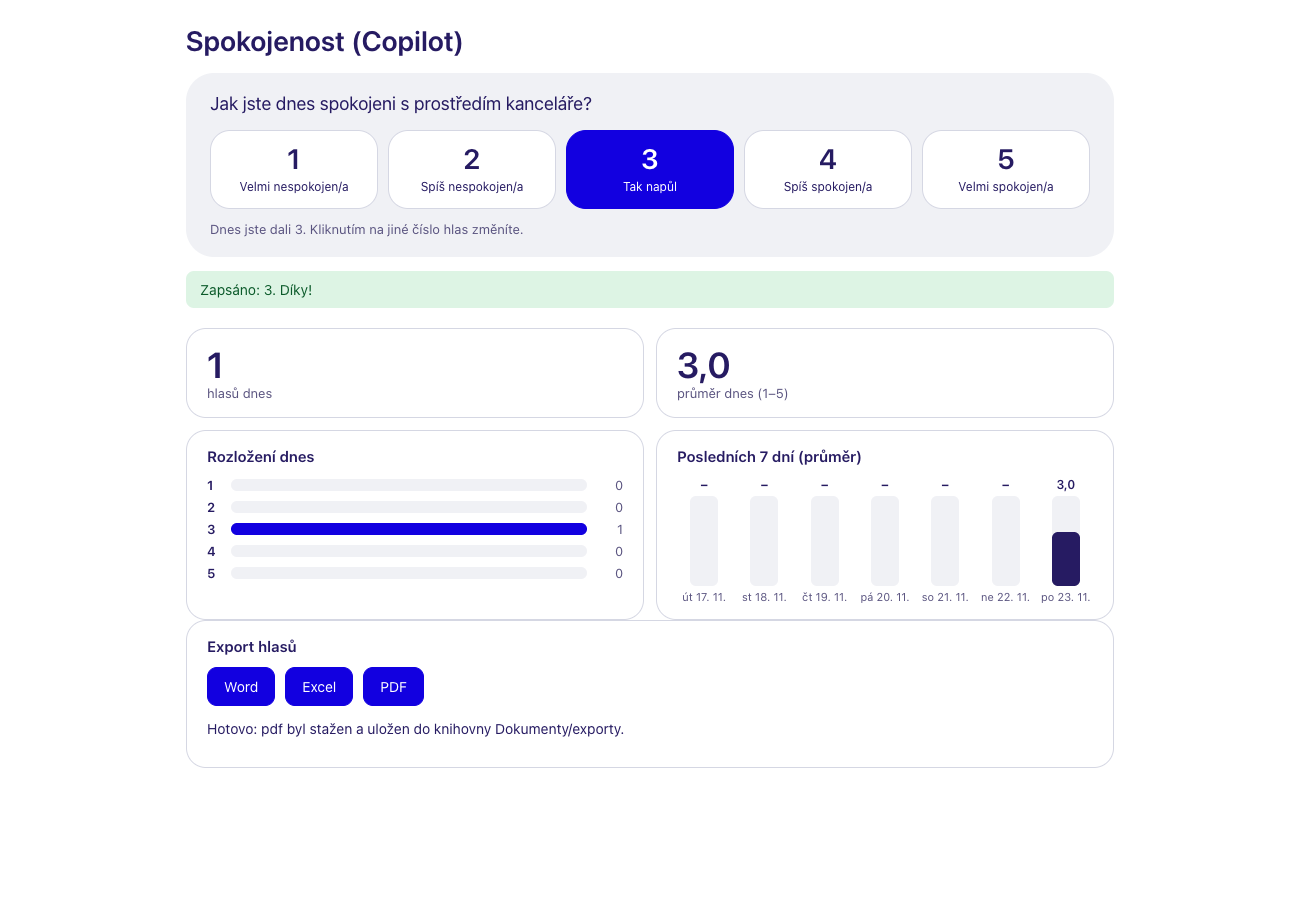 Spokojenost (Copilot)
Jak jste dnes spokojeni s prostředím kanceláře?
1
Velmi nespokojen/a
2
Spíš nespokojen/a
3
Tak napůl
4
Spíš spokojen/a
5
Velmi spokojen/a
Dnes jste dali 3. Kliknutím na jiné číslo hlas změníte.
Zapsáno: 3. Díky!
1
hlasů dnes
3,0
průměr dnes (1–5)
Rozložení dnes
1 0
2 0
3 1
4 0
5 0
Posledních 7 dní (průměr)
– – – – – – 3,0
út 17. 11. st 18. 11. čt 19. 11. pá 20. 11. so 21. 11. ne 22. 11. po 23. 11.
Export hlasů
Word Excel PDF
Hotovo: pdf byl stažen a uložen do knihovny Dokumenty/exporty.